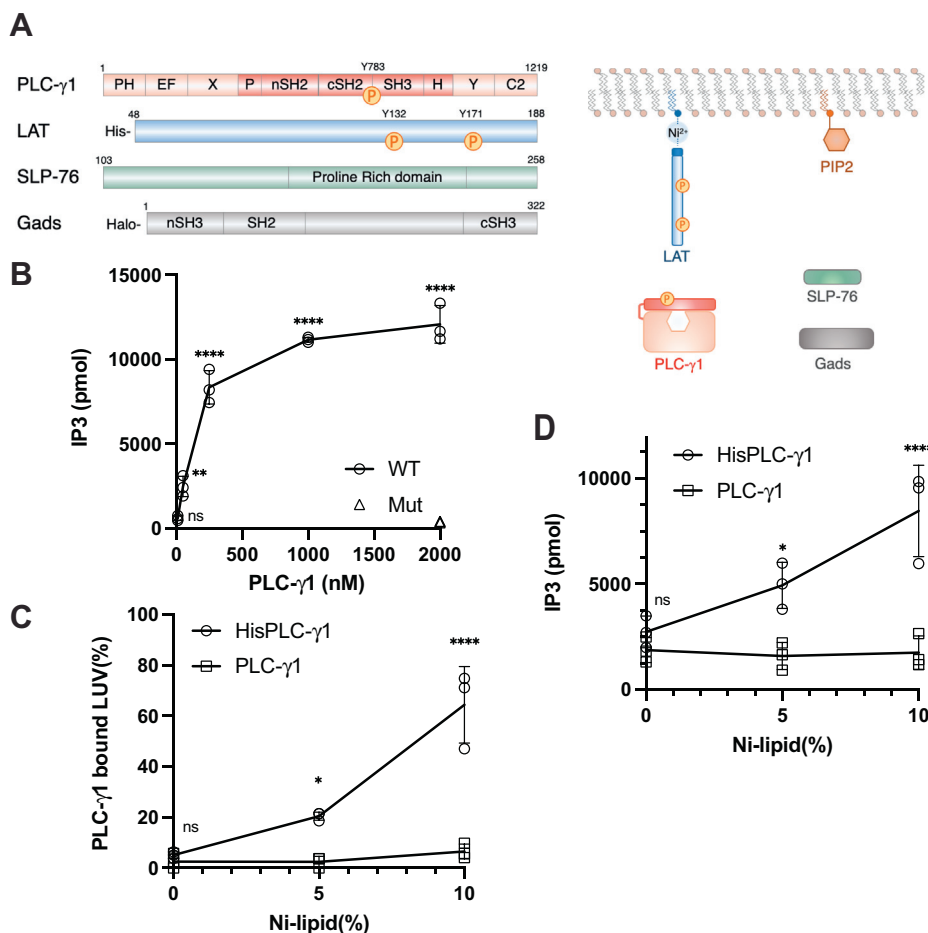 A
PLC-γ1
1
Y783
1219
PH EF X P nSH2 cSH2 SH3 H Y C2
P
LAT
His-
48
Y132
Y171
188
P P
SLP-76
103
258
Proline Rich domain
Gads
Halo-
1
322
nSH3 SH2 cSH3
Ni²⁺
P
P
LAT
PIP2
P
PLC-γ1
SLP-76
Gads
B
IP3 (pmol)
15000
10000
5000
0
ns
**
****
****
****
WT
Mut
0 500 1000 1500 2000
PLC-γ1 (nM)
C
PLC-γ1 bound LUV(%)
100
80
60
40
20
0
HisPLC-γ1
PLC-γ1
ns
*
****
0 5 10
Ni-lipid(%)
D
IP3 (pmol)
10000
5000
0
HisPLC-γ1
PLC-γ1
ns
*
****
0 5 10
Ni-lipid(%)